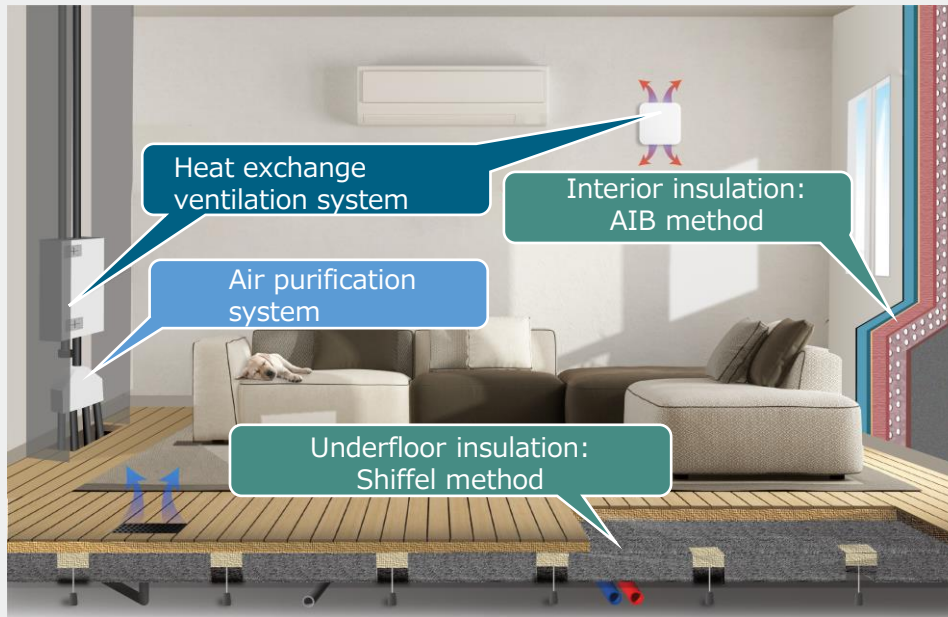 Heat exchange
ventilation system
Interior insulation:
AIB method
Air purification
system
Underfloor insulation:
Shiffel method